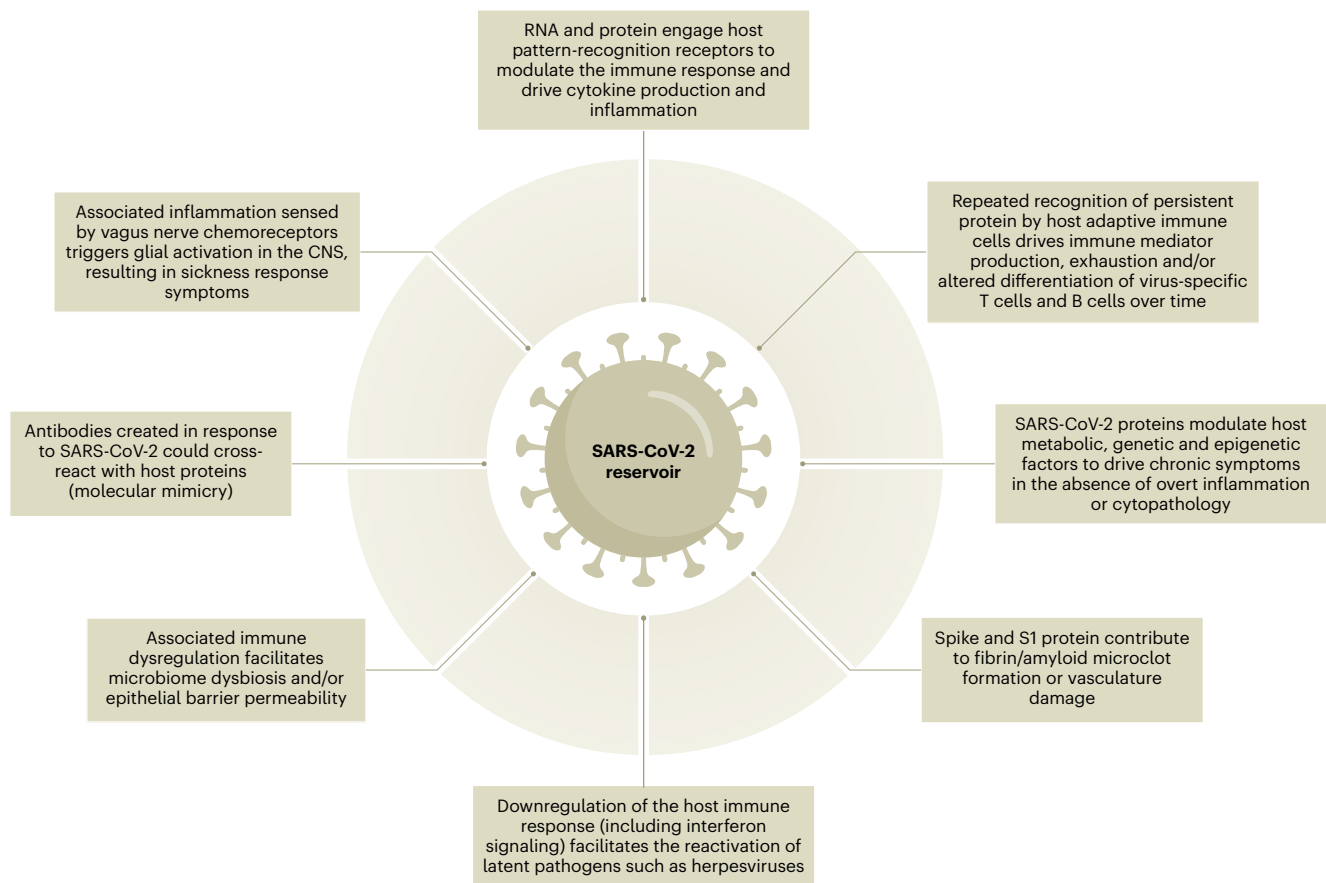 RNA and protein engage host
pattern-recognition receptors to
modulate the immune response and
drive cytokine production and
inflammation
Repeated recognition of persistent
protein by host adaptive immune
cells drives immune mediator
production, exhaustion and/or
altered differentiation of virus-specific
T cells and B cells over time
SARS-CoV-2 proteins modulate host
metabolic, genetic and epigenetic
factors to drive chronic symptoms
in the absence of overt inflammation
or cytopathology
Spike and S1 protein contribute
to fibrin/amyloid microclot
formation or vasculature
damage
Downregulation of the host immune
response (including interferon
signaling) facilitates the reactivation of
latent pathogens such as herpesviruses
Associated immune
dysregulation facilitates
microbiome dysbiosis and/or
epithelial barrier permeability
Antibodies created in response
to SARS-CoV-2 could cross-
react with host proteins
(molecular mimicry)
Associated inflammation sensed
by vagus nerve chemoreceptors
triggers glial activation in the CNS,
resulting in sickness response
symptoms
SARS-CoV-2
reservoir